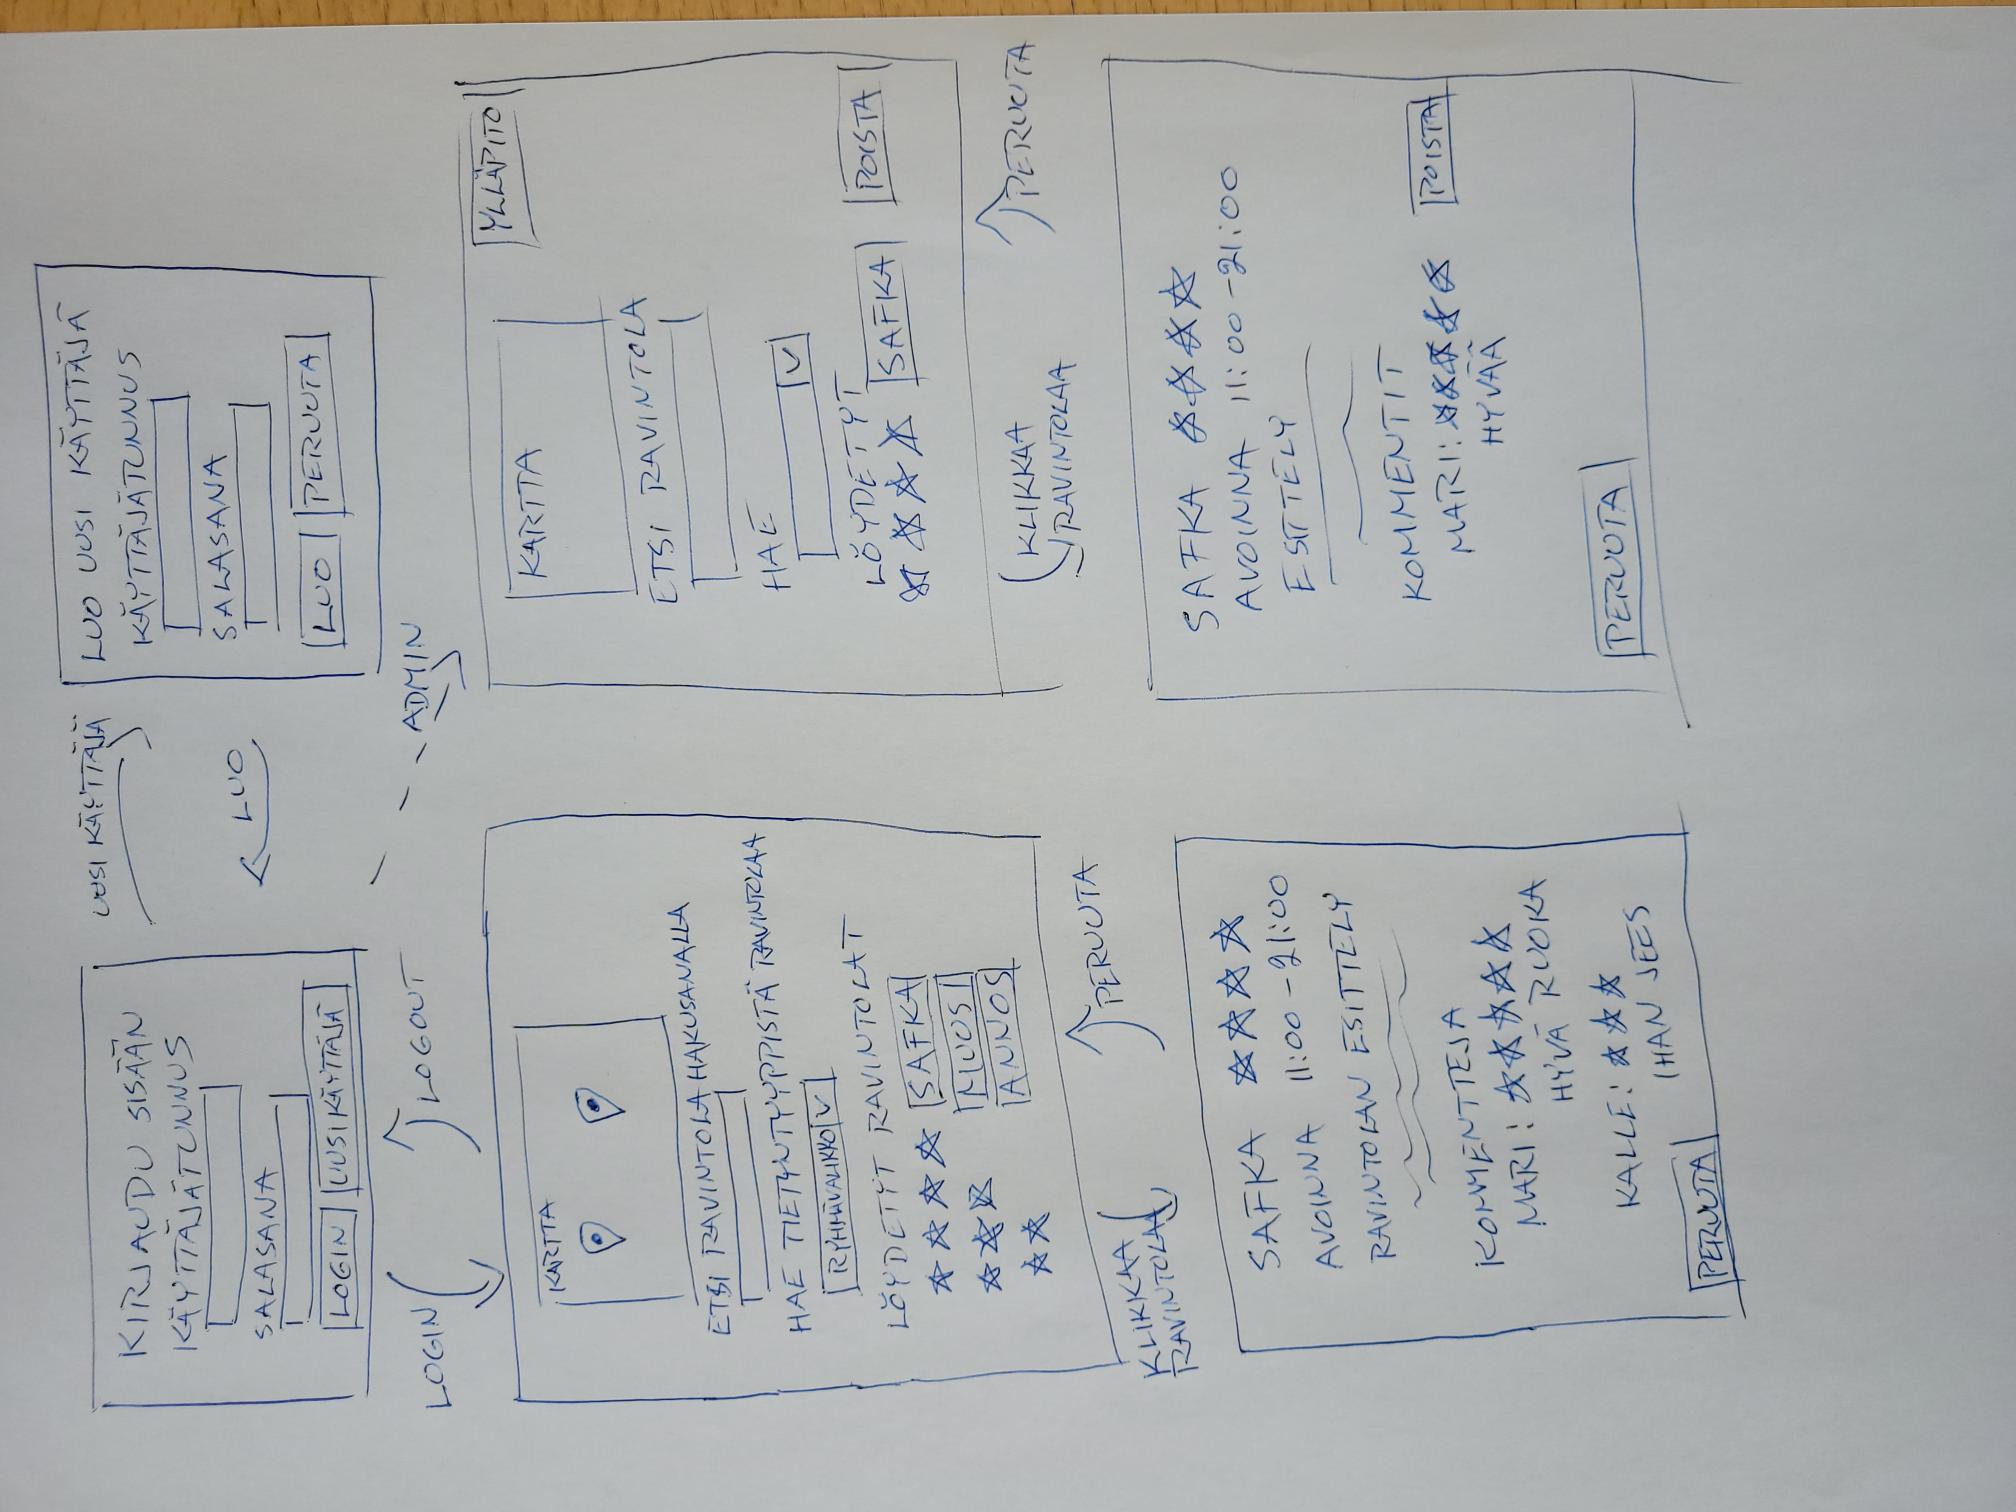 KIRJAUDU SISÄÄN
KÄYTTÄJÄTUNNUS
SALASANA
LOGIN
UUSI KÄYTTÄJÄ
UUSI KÄYTTÄJÄ
LUO
LUO UUSI KÄYTTÄJÄ
KÄYTTÄJÄTUNNUS
SALASANA
LUO
PERUUTA
LOGIN
LOGOUT
ADMIN
KARTTA
ETSI RAVINTOLA HAKUSANALLA
HAE TIETYNTYYPPISTÄ RAVINTOLAA
RYHMÄVALIKKO
LÖYDETYT RAVINTOLAT
SAFKA
MUOSI
ANNOS
YLLÄPITO
KARTTA
ETSI RAVINTOLA
HAE
LÖYDETYT
SAFKA
POISTA
KLIKKAA
RAVINTOLAA
PERUUTA
KLIKKAA
RAVINTOLAA
PERUUTA
SAFKA
AVOINNA 11:00-21:00
RAVINTOLAN ESITTELY
KOMMENTTEJA
MARI:
HYVÄ RUOKA
KALLE:
IHAN JEES
PERUUTA
SAFKA
AVOINNA 11:00-21:00
ESITTELY
KOMMENTIT
MARI:
POISTA
HYVÄÄ
PERUUTA